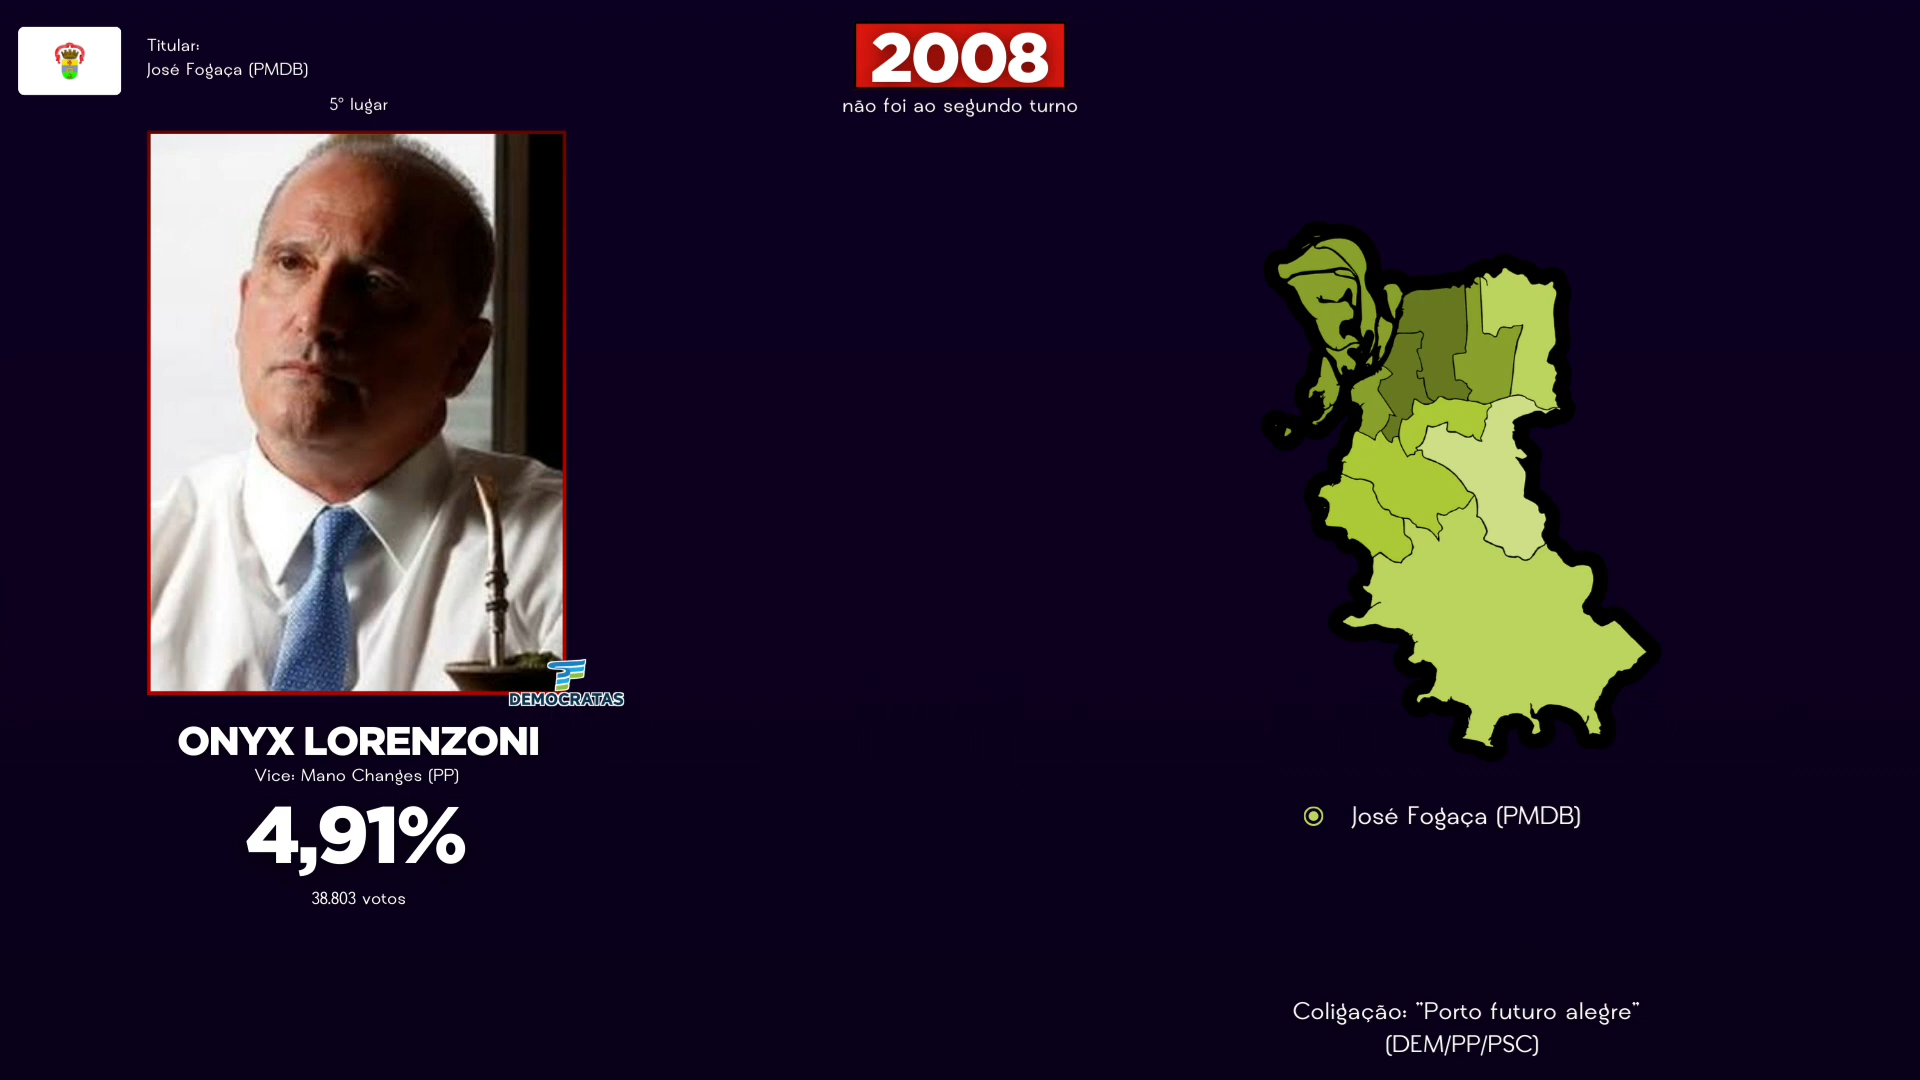 Titular:
José Fogaça (PMDB)
5° lugar
2008
não foi ao segundo turno
DEMOCRATAS
ONYX LORENZONI
Vice: Mano Changes (PP)
4,91%
38.803 votos
José Fogaça (PMDB)
Coligação: "Porto futuro alegre"
(DEM/PP/PSC)